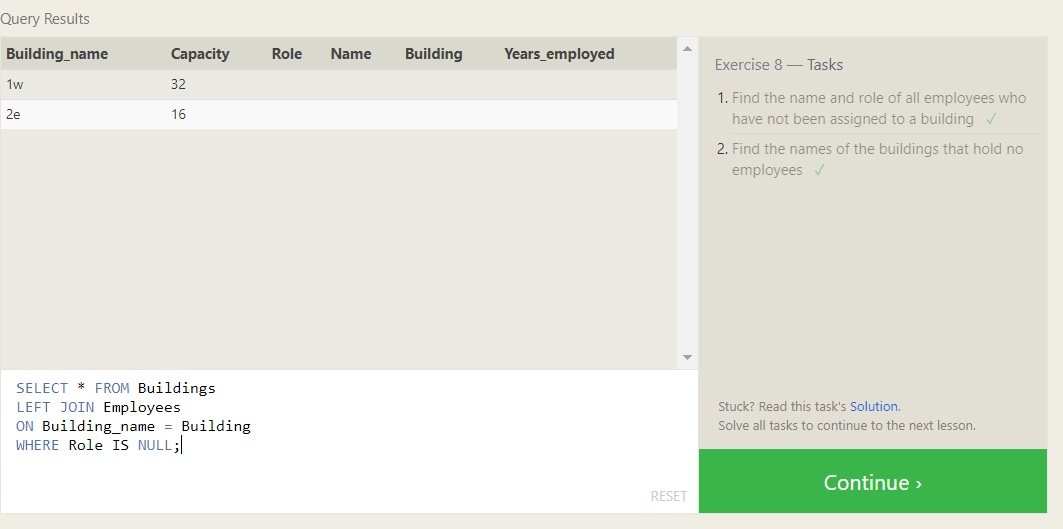 Query Results
Building_name Capacity Role Name Building Years_employed
1w 32
2e 16
SELECT * FROM Buildings
LEFT JOIN Employees
ON Building_name = Building
WHERE Role IS NULL;
RESET
Exercise 8 — Tasks
1. Find the name and role of all employees who
have not been assigned to a building ✓
2. Find the names of the buildings that hold no
employees ✓
Stuck? Read this task's Solution.
Solve all tasks to continue to the next lesson.
Continue ›